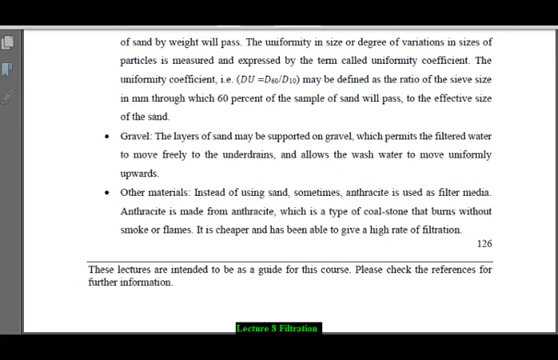 of sand by weight will pass. The uniformity in size or degree of variations in sizes of
particles is measured and expressed by the term called uniformity coefficient. The
uniformity coefficient, i.e. (DU =D60/D10) may be defined as the ratio of the sieve size
in mm through which 60 percent of the sample of sand will pass, to the effective size
of the sand.
• Gravel: The layers of sand may be supported on gravel, which permits the filtered water
to move freely to the underdrains, and allows the wash water to move uniformly
upwards.
• Other materials: Instead of using sand, sometimes, anthracite is used as filter media.
Anthracite is made from anthracite, which is a type of coal-stone that burns without
smoke or flames. It is cheaper and has been able to give a high rate of filtration.
126
These lectures are intended to be as a guide for this course. Please check the references for
further information.
Lecture 8 Filtration